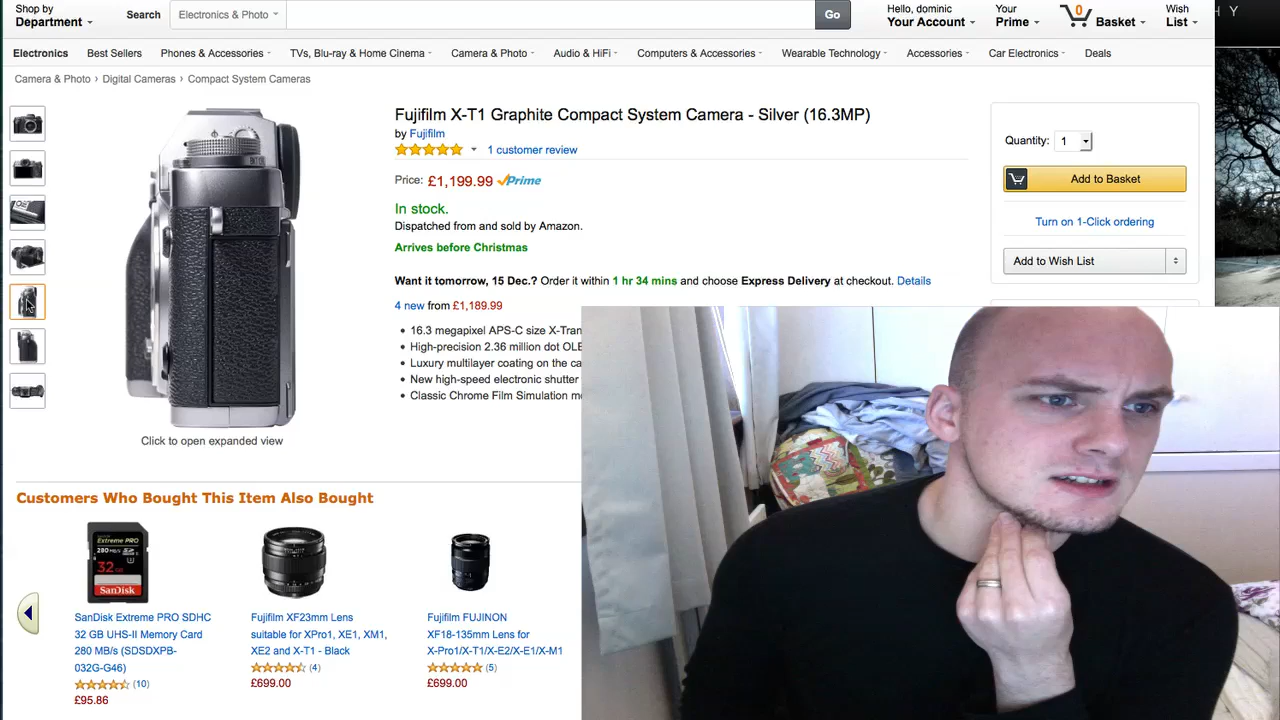 Shop by
Department
Search
Electronics & Photo
Go
Hello, dominic
Your Account
Your
Prime
0
Basket
Wish
List
H Y
Electronics
Best Sellers
Phones & Accessories
TVs, Blu-ray & Home Cinema
Camera & Photo
Audio & HiFi
Computers & Accessories
Wearable Technology
Accessories
Car Electronics
Deals
Camera & Photo › Digital Cameras › Compact System Cameras
Fujifilm X-T1 Graphite Compact System Camera - Silver (16.3MP)
by Fujifilm
1 customer review
Price: £1,199.99 Prime
In stock.
Dispatched from and sold by Amazon.
Arrives before Christmas
Want it tomorrow, 15 Dec.? Order it within 1 hr 34 mins and choose Express Delivery at checkout. Details
4 new from £1,189.99
16.3 megapixel APS-C size X-Tran
High-precision 2.36 million dot OLE
Luxury multilayer coating on the ca
New high-speed electronic shutter
Classic Chrome Film Simulation m
Quantity: 1
Add to Basket
Turn on 1-Click ordering
Add to Wish List
Click to open expanded view
Customers Who Bought This Item Also Bought
Extreme PRO
280 MB/s
32 GB
SanDisk
SanDisk Extreme PRO SDHC
32 GB UHS-II Memory Card
280 MB/s (SDSDXPB-
032G-G46)
(10)
£95.86
Fujifilm XF23mm Lens
suitable for XPro1, XE1, XM1,
XE2 and X-T1 - Black
(4)
£699.00
Fujifilm FUJINON
XF18-135mm Lens for
X-Pro1/X-T1/X-E2/X-E1/X-M1
(5)
£699.00